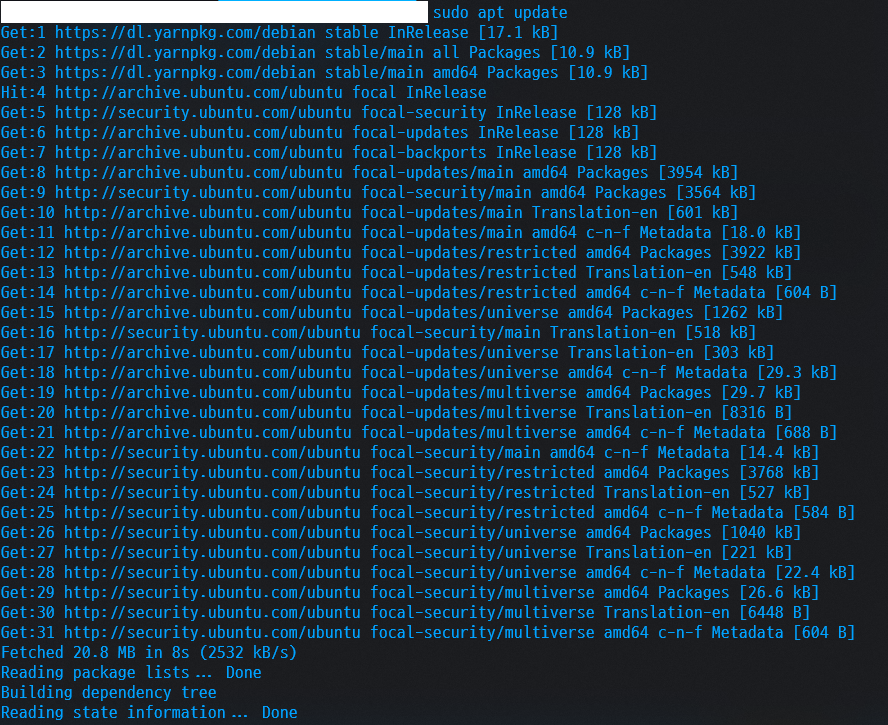 sudo apt update
Get:1 https://dl.yarnpkg.com/debian stable InRelease [17.1 kB]
Get:2 https://dl.yarnpkg.com/debian stable/main all Packages [10.9 kB]
Get:3 https://dl.yarnpkg.com/debian stable/main amd64 Packages [10.9 kB]
Hit:4 http://archive.ubuntu.com/ubuntu focal InRelease
Get:5 http://security.ubuntu.com/ubuntu focal-security InRelease [128 kB]
Get:6 http://archive.ubuntu.com/ubuntu focal-updates InRelease [128 kB]
Get:7 http://archive.ubuntu.com/ubuntu focal-backports InRelease [128 kB]
Get:8 http://archive.ubuntu.com/ubuntu focal-updates/main amd64 Packages [3954 kB]
Get:9 http://security.ubuntu.com/ubuntu focal-security/main amd64 Packages [3564 kB]
Get:10 http://archive.ubuntu.com/ubuntu focal-updates/main Translation-en [601 kB]
Get:11 http://archive.ubuntu.com/ubuntu focal-updates/main amd64 c-n-f Metadata [18.0 kB]
Get:12 http://archive.ubuntu.com/ubuntu focal-updates/restricted amd64 Packages [3922 kB]
Get:13 http://archive.ubuntu.com/ubuntu focal-updates/restricted Translation-en [548 kB]
Get:14 http://archive.ubuntu.com/ubuntu focal-updates/restricted amd64 c-n-f Metadata [604 B]
Get:15 http://archive.ubuntu.com/ubuntu focal-updates/universe amd64 Packages [1262 kB]
Get:16 http://security.ubuntu.com/ubuntu focal-security/main Translation-en [518 kB]
Get:17 http://archive.ubuntu.com/ubuntu focal-updates/universe Translation-en [303 kB]
Get:18 http://archive.ubuntu.com/ubuntu focal-updates/universe amd64 c-n-f Metadata [29.3 kB]
Get:19 http://archive.ubuntu.com/ubuntu focal-updates/multiverse amd64 Packages [29.7 kB]
Get:20 http://archive.ubuntu.com/ubuntu focal-updates/multiverse Translation-en [8316 B]
Get:21 http://archive.ubuntu.com/ubuntu focal-updates/multiverse amd64 c-n-f Metadata [688 B]
Get:22 http://security.ubuntu.com/ubuntu focal-security/main amd64 c-n-f Metadata [14.4 kB]
Get:23 http://security.ubuntu.com/ubuntu focal-security/restricted amd64 Packages [3768 kB]
Get:24 http://security.ubuntu.com/ubuntu focal-security/restricted Translation-en [527 kB]
Get:25 http://security.ubuntu.com/ubuntu focal-security/restricted amd64 c-n-f Metadata [584 B]
Get:26 http://security.ubuntu.com/ubuntu focal-security/universe amd64 Packages [1040 kB]
Get:27 http://security.ubuntu.com/ubuntu focal-security/universe Translation-en [221 kB]
Get:28 http://security.ubuntu.com/ubuntu focal-security/universe amd64 c-n-f Metadata [22.4 kB]
Get:29 http://security.ubuntu.com/ubuntu focal-security/multiverse amd64 Packages [26.6 kB]
Get:30 http://security.ubuntu.com/ubuntu focal-security/multiverse Translation-en [6448 B]
Get:31 http://security.ubuntu.com/ubuntu focal-security/multiverse amd64 c-n-f Metadata [604 B]
Fetched 20.8 MB in 8s (2532 kB/s)
Reading package lists... Done
Building dependency tree
Reading state information... Done